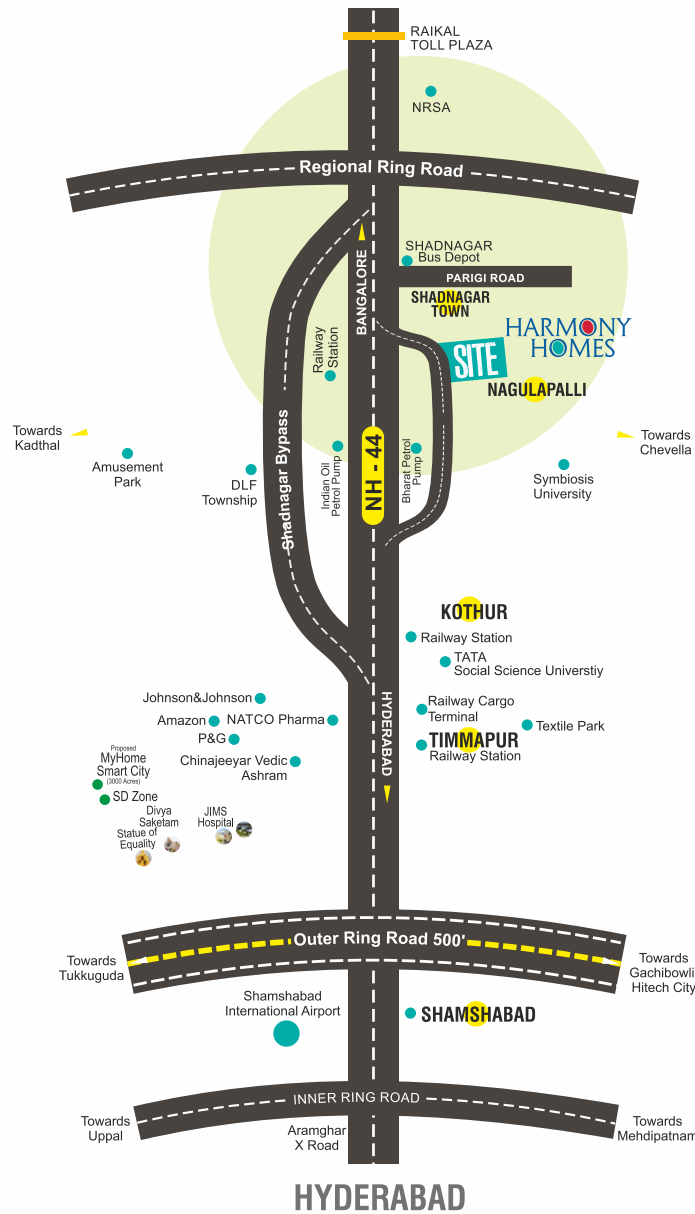 RAIKAL
TOLL PLAZA
NRSA
Regional Ring Road
SHADNAGAR
Bus Depot
PARIGI ROAD
BANGALORE
SHADNAGAR
TOWN
HARMONY
HOMES
SITE
Railway
Station
NAGULAPALLI
Towards
Kadthal
Towards
Chevella
Amusement
Park
DLF
Township
Shadnagar Bypass
Indian Oil
Petrol Pump
NH - 44
Bharat Petrol
Pump
Symbiosis
University
KOTHUR
Railway Station
TATA
Social Science Universtiy
Johnson&Johnson
Amazon
NATCO Pharma
P&G
Chinajeeyar Vedic
Ashram
HYDERABAD
Railway Cargo
Terminal
Textile Park
TIMMAPUR
Railway Station
Proposed
MyHome
Smart City
(3000 Acres)
SD Zone
Divya
Saketam
JIMS
Hospital
Statue of
Equality
Outer Ring Road 500'
Towards
Tukkuguda
Towards
Gachibowli
Hitech City
Shamshabad
International Airport
SHAMSHABAD
INNER RING ROAD
Towards
Uppal
Aramghar
X Road
Towards
Mehdipatnam
HYDERABAD